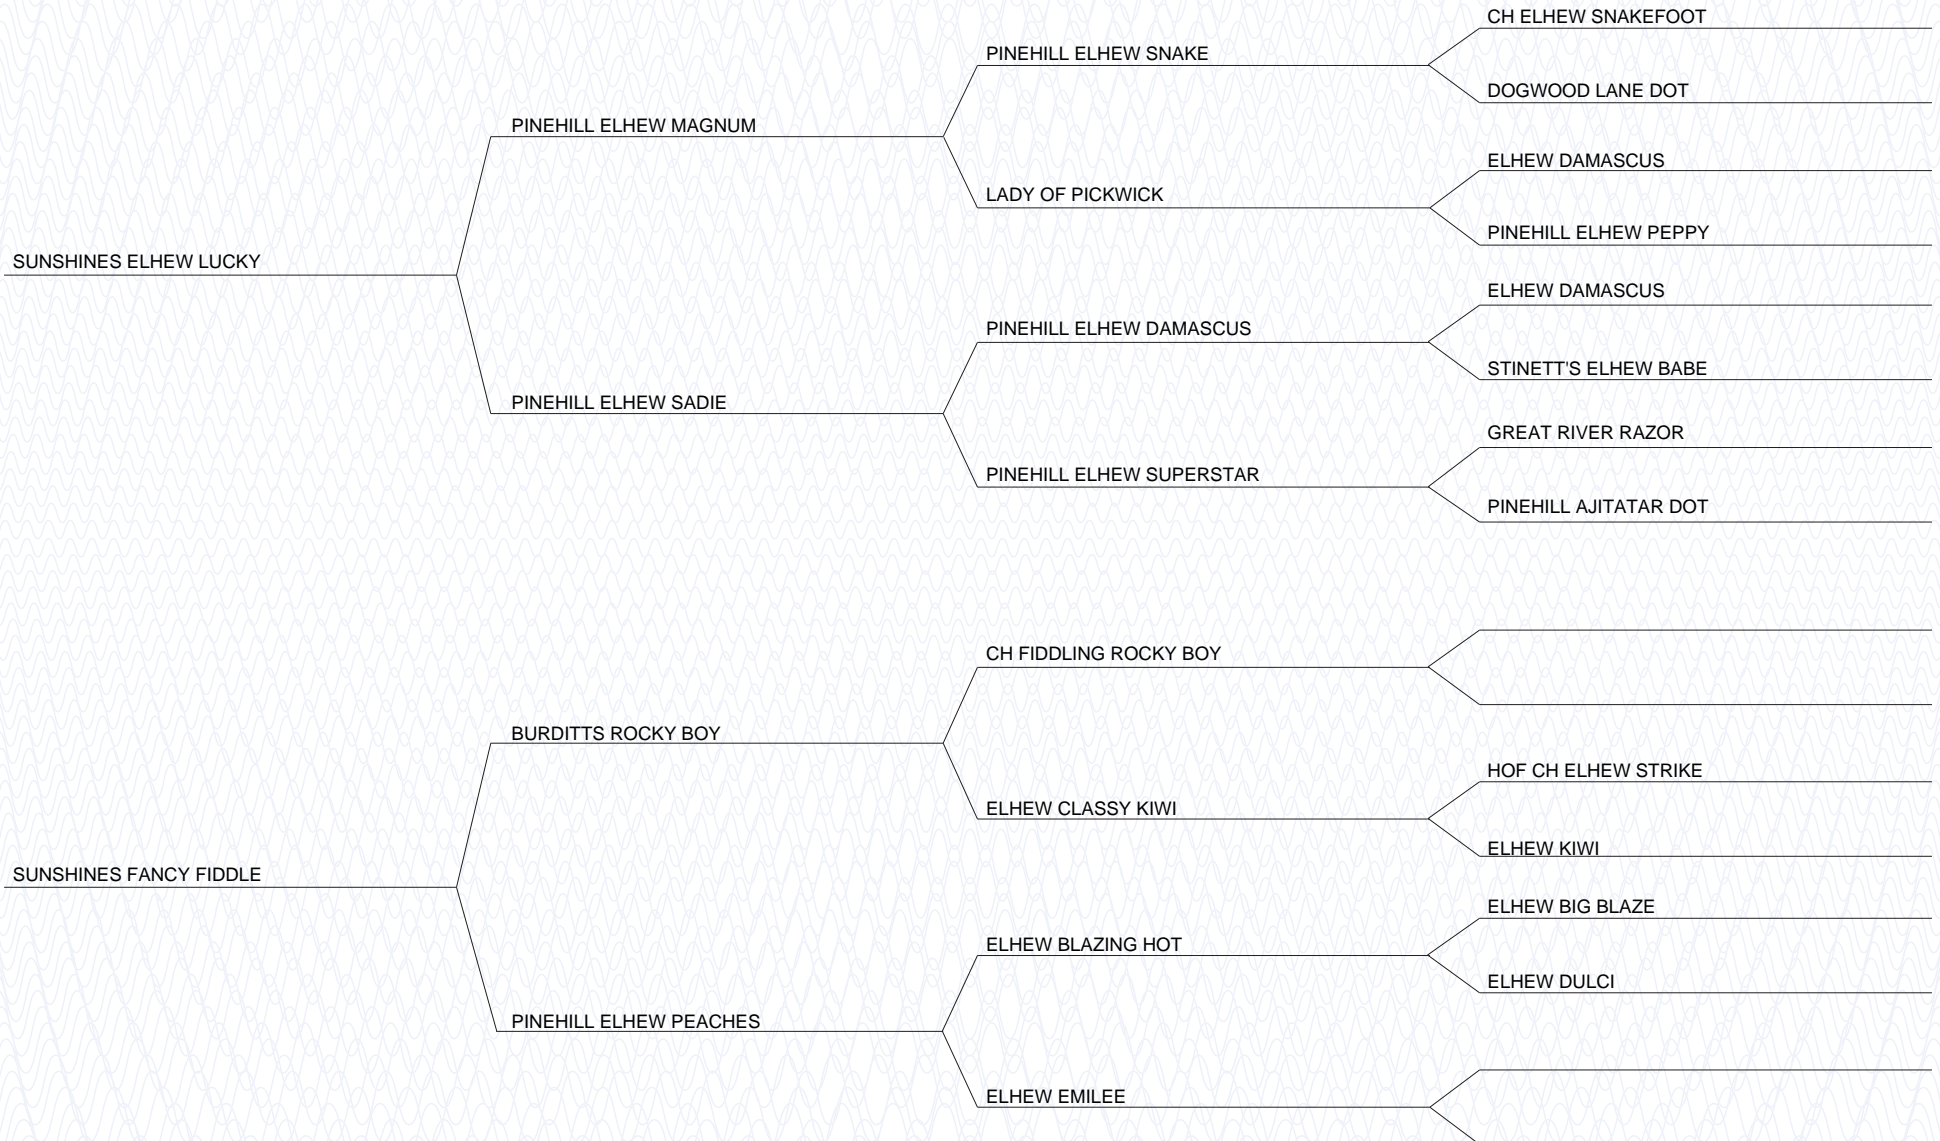 CH ELHEW SNAKEFOOT
PINEHILL ELHEW SNAKE
DOGWOOD LANE DOT
PINEHILL ELHEW MAGNUM
ELHEW DAMASCUS
LADY OF PICKWICK
PINEHILL ELHEW PEPPY
SUNSHINES ELHEW LUCKY
ELHEW DAMASCUS
PINEHILL ELHEW DAMASCUS
STINETT'S ELHEW BABE
PINEHILL ELHEW SADIE
GREAT RIVER RAZOR
PINEHILL ELHEW SUPERSTAR
PINEHILL AJITATAR DOT
CH FIDDLING ROCKY BOY
BURDITTS ROCKY BOY
HOF CH ELHEW STRIKE
ELHEW CLASSY KIWI
ELHEW KIWI
SUNSHINES FANCY FIDDLE
ELHEW BIG BLAZE
ELHEW BLAZING HOT
ELHEW DULCI
PINEHILL ELHEW PEACHES
ELHEW EMILEE